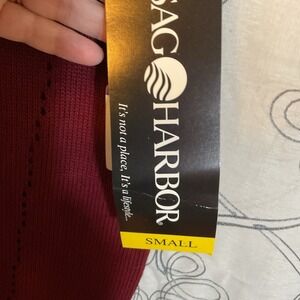 SAG HARBOR
It's not a place, It's a lifestyle...
SMALL